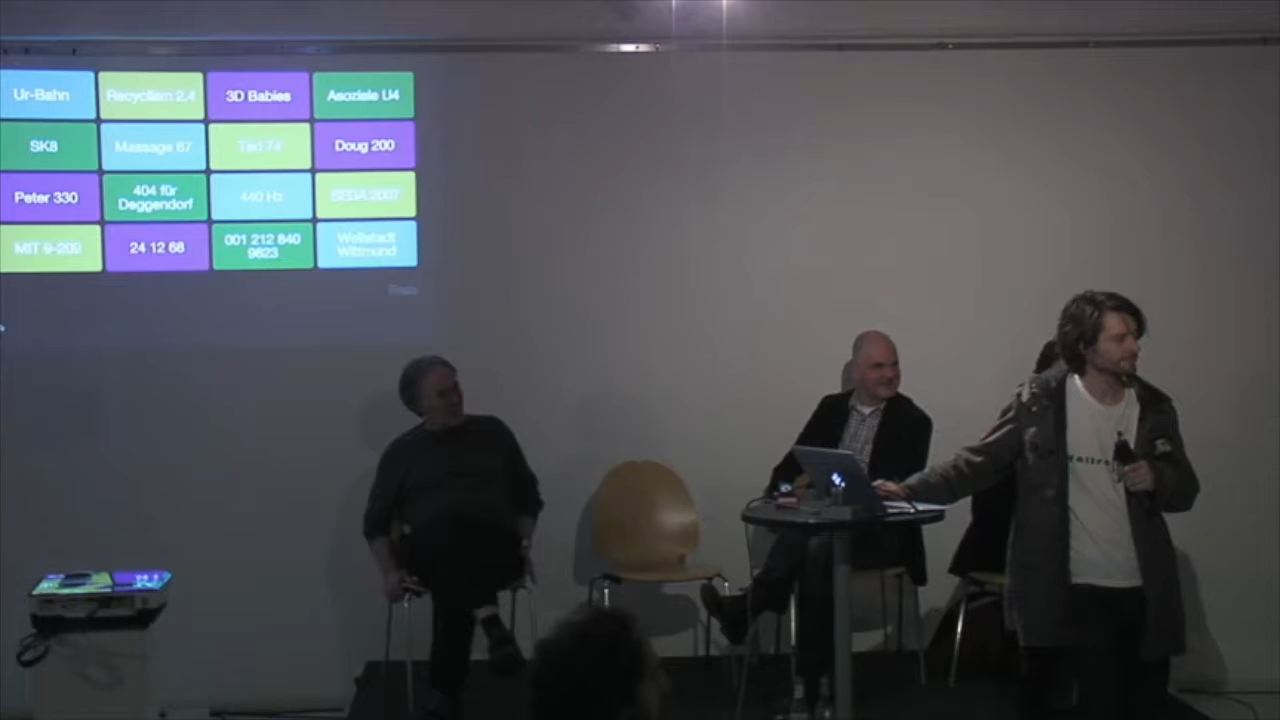 Ur-Bahn
Recyclism 2.4
3D Babies
Asoziale U4
SK8
Massage 67
Ted 74
Doug 200
Peter 330
404 für
Deggendorf
440 Hz
SEDA 2007
MIT 9-209
24 12 68
001 212 840
9823
Weltstadt
Wittmund